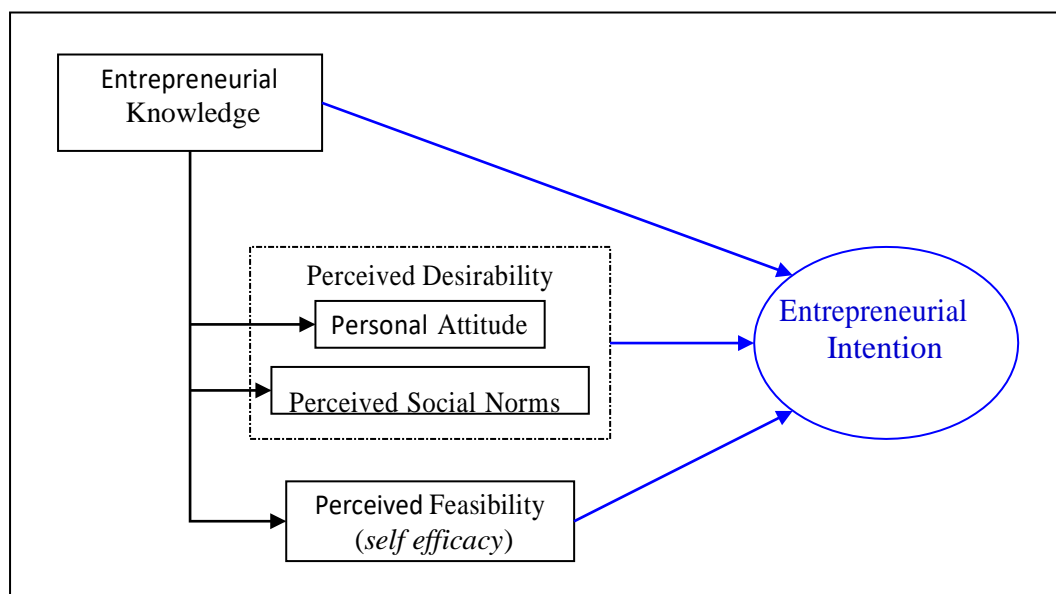 Entrepreneurial
Knowledge
Perceived Desirability
Personal Attitude
Perceived Social Norms
Perceived Feasibility
(self efficacy)
Entrepreneurial
Intention